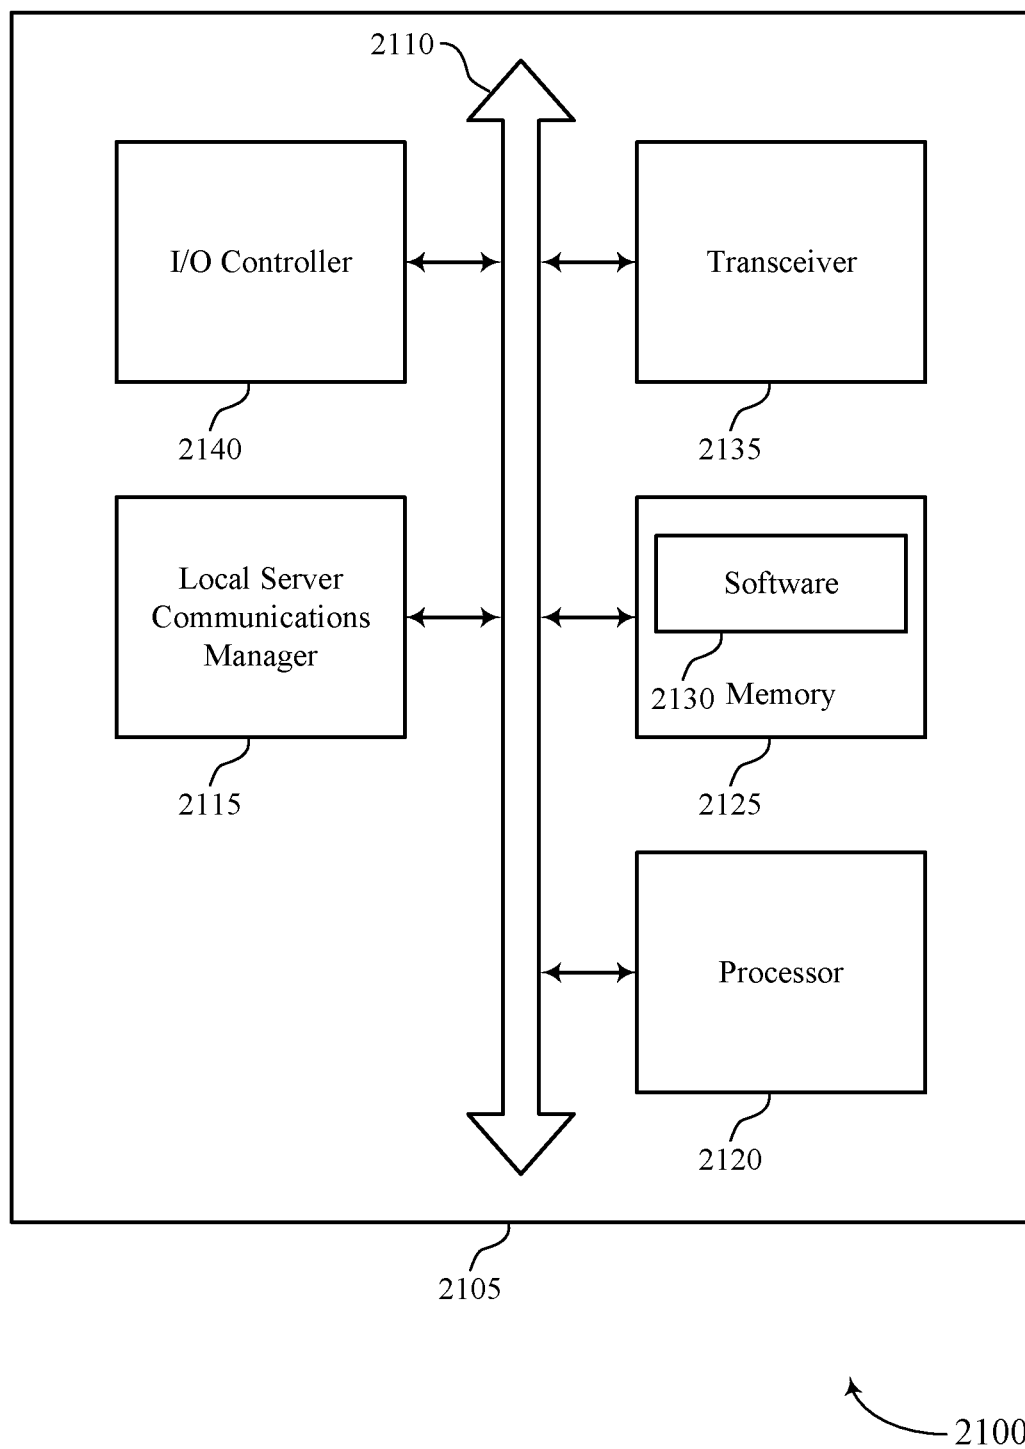 2110
I/O Controller
Transceiver
2140
2135
Local Server
Communications
Manager
Software
2130
Memory
2115
2125
Processor
2120
2105
2100